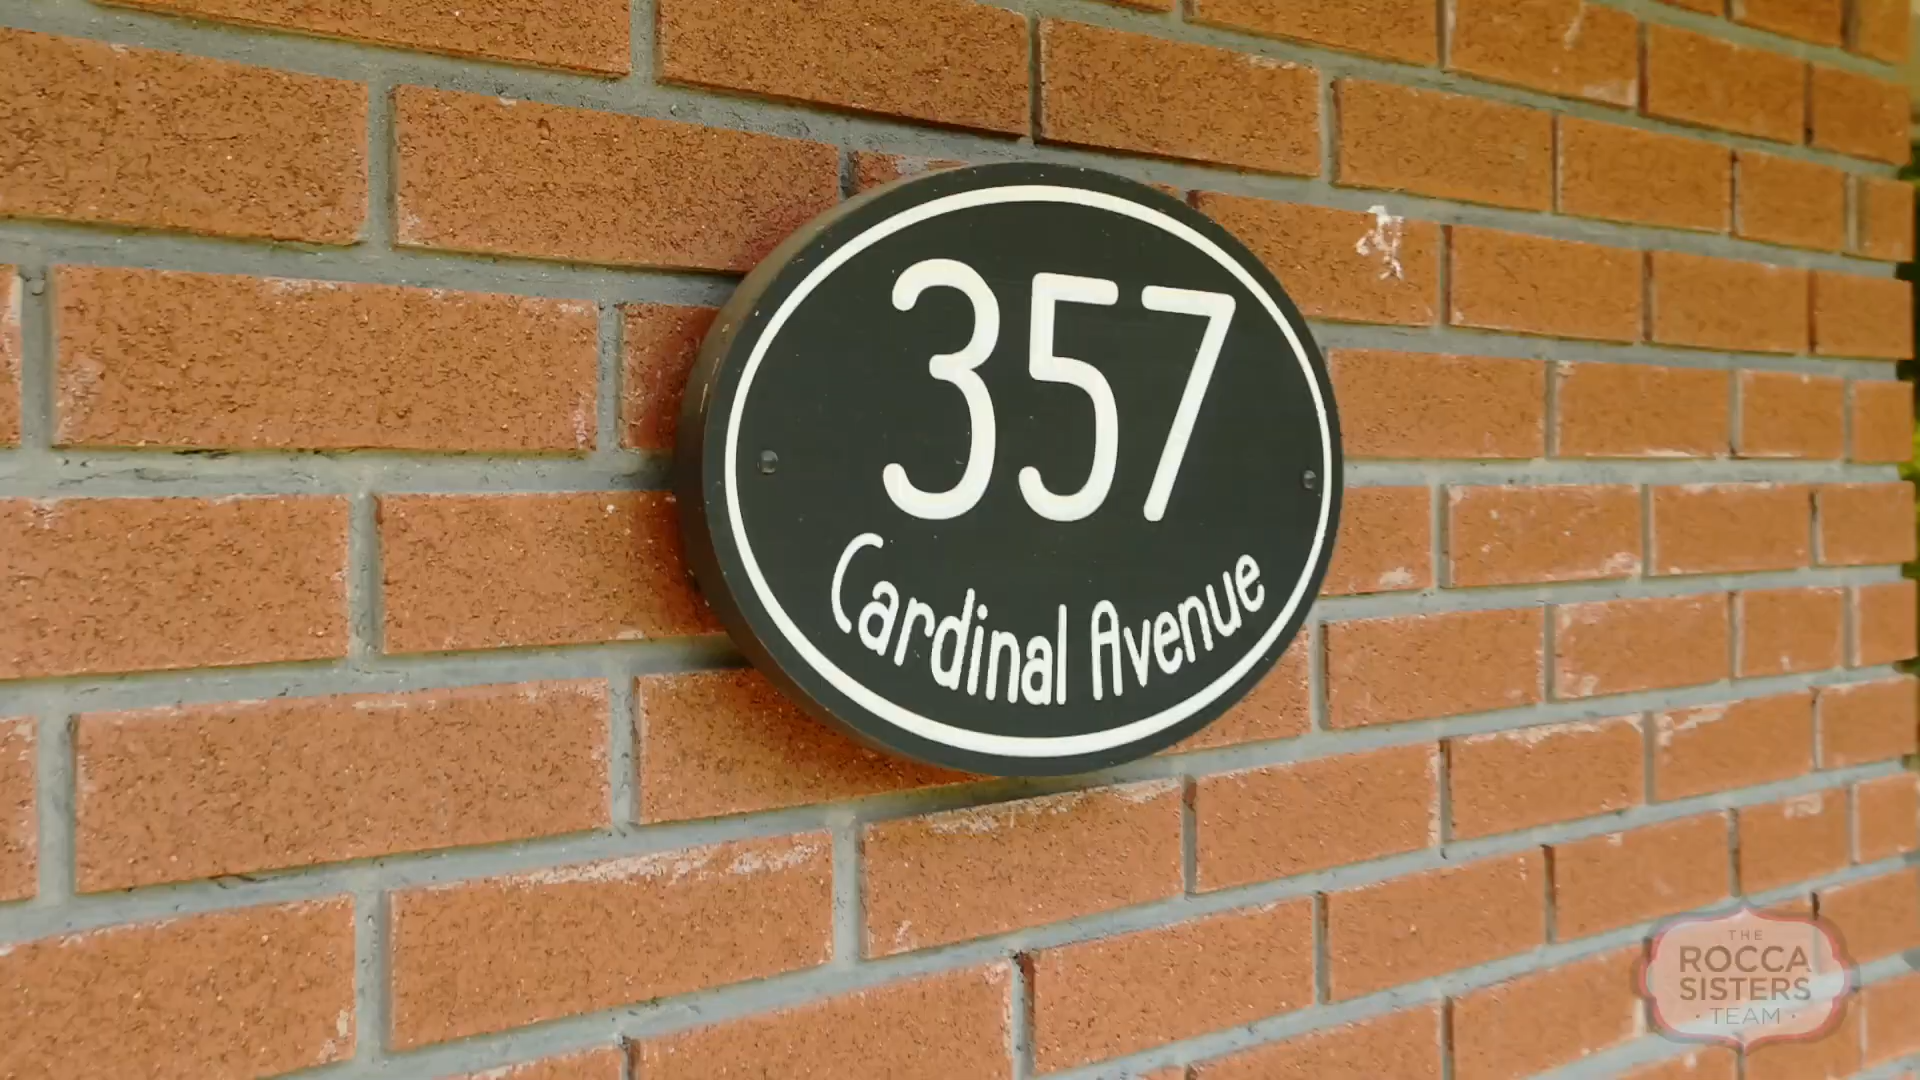 357
Cardinal Avenue
THE
ROCCA
SISTERS
· TEAM ·